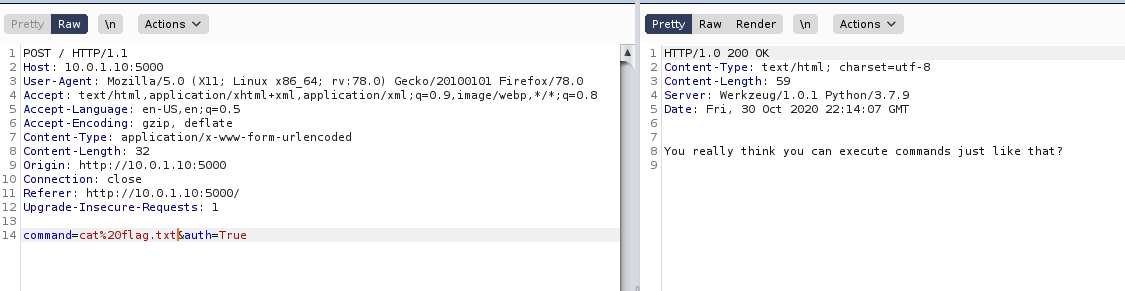 Pretty Raw \n Actions
1 POST / HTTP/1.1
2 Host: 10.0.1.10:5000
3 User-Agent: Mozilla/5.0 (X11; Linux x86_64; rv:78.0) Gecko/20100101 Firefox/78.0
4 Accept: text/html,application/xhtml+xml,application/xml;q=0.9,image/webp,*/*;q=0.8
5 Accept-Language: en-US,en;q=0.5
6 Accept-Encoding: gzip, deflate
7 Content-Type: application/x-www-form-urlencoded
8 Content-Length: 32
9 Origin: http://10.0.1.10:5000
10 Connection: close
11 Referer: http://10.0.1.10:5000/
12 Upgrade-Insecure-Requests: 1
13
14 command=cat%20flag.txt&auth=True
Pretty Raw Render \n Actions
1 HTTP/1.0 200 OK
2 Content-Type: text/html; charset=utf-8
3 Content-Length: 59
4 Server: Werkzeug/1.0.1 Python/3.7.9
5 Date: Fri, 30 Oct 2020 22:14:07 GMT
6
7
8 You really think you can execute commands just like that?
9